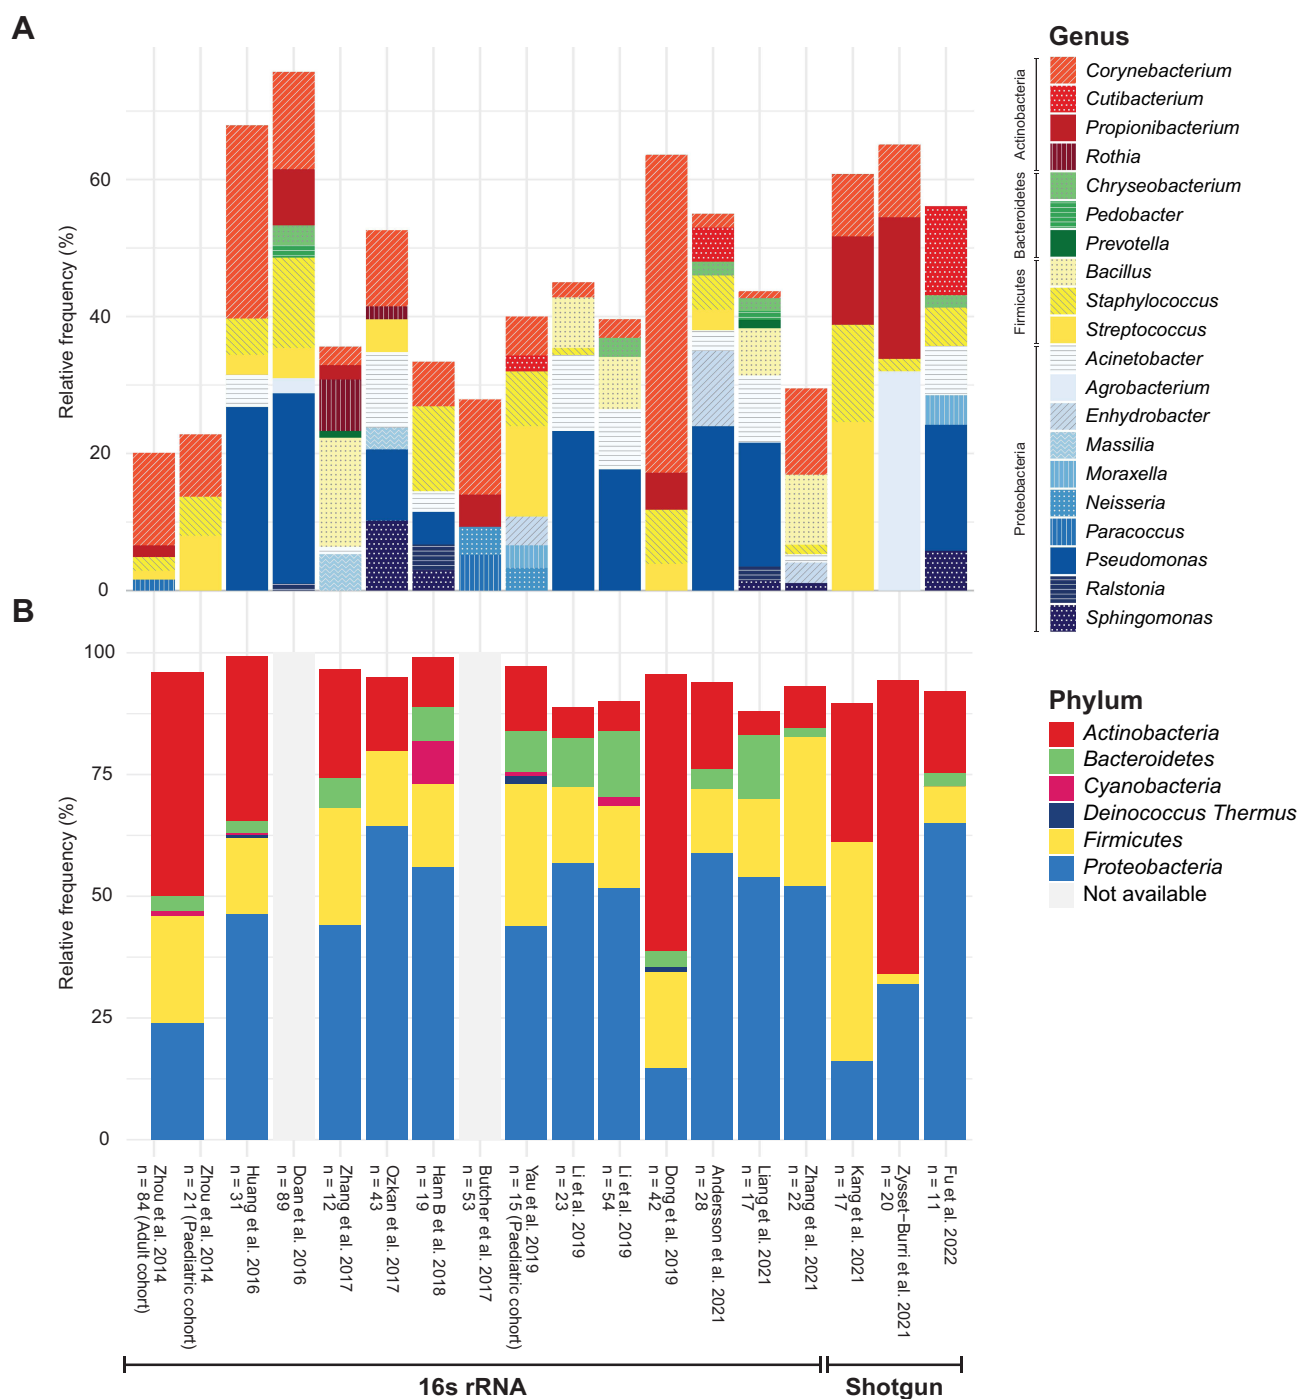 A
Relative frequency (%)
60
40
20
0
Genus
Actinobacteria
Corynebacterium
Cutibacterium
Propionibacterium
Rothia
Bacteroidetes
Chryseobacterium
Pedobacter
Prevotella
Firmicutes
Bacillus
Staphylococcus
Streptococcus
Proteobacteria
Acinetobacter
Agrobacterium
Enhydrobacter
Massilia
Moraxella
Neisseria
Paracoccus
Pseudomonas
Ralstonia
Sphingomonas
B
Relative frequency (%)
100
75
50
25
0
Phylum
Actinobacteria
Bacteroidetes
Cyanobacteria
Deinococcus Thermus
Firmicutes
Proteobacteria
Not available
Zhou et al. 2014
n = 84 (Adult cohort)
Zhou et al. 2014
n = 21 (Paediatric cohort)
Huang et al. 2016
n = 31
Doan et al. 2016
n = 89
Zhang et al. 2017
n = 12
Ozkan et al. 2017
n = 43
Ham B et al. 2018
n = 19
Butcher et al. 2017
n = 53
Yau et al. 2019
n = 15 (Paediatric cohort)
Li et al. 2019
n = 23
Li et al. 2019
n = 54
Dong et al. 2019
n = 42
Andersson et al. 2021
n = 28
Liang et al. 2021
n = 17
Zhang et al. 2021
n = 22
Kang et al. 2021
n = 17
Zysset−Burri et al. 2021
n = 20
Fu et al. 2022
n = 11
16s rRNA
Shotgun